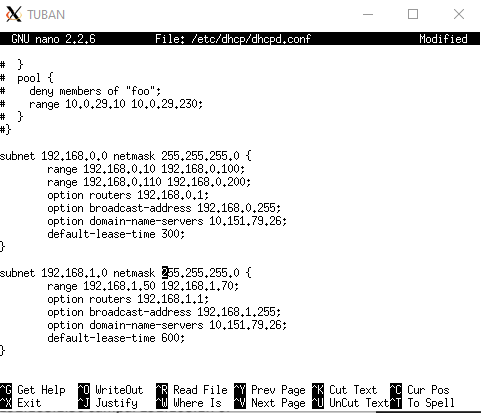 TUBAN
GNU nano 2.2.6 File: /etc/dhcp/dhcpd.conf Modified
#  }
#  pool {
#    deny members of "foo";
#    range 10.0.29.10 10.0.29.230;
#  }
#}
subnet 192.168.0.0 netmask 255.255.255.0 {
        range 192.168.0.10 192.168.0.100;
        range 192.168.0.110 192.168.0.200;
        option routers 192.168.0.1;
        option broadcast-address 192.168.0.255;
        option domain-name-servers 10.151.79.26;
        default-lease-time 300;
}
subnet 192.168.1.0 netmask 255.255.255.0 {
        range 192.168.1.50 192.168.1.70;
        option routers 192.168.1.1;
        option broadcast-address 192.168.1.255;
        option domain-name-servers 10.151.79.26;
        default-lease-time 600;
}
^G Get Help ^O WriteOut ^R Read File ^Y Prev Page ^K Cut Text ^C Cur Pos
^X Exit ^J Justify ^W Where Is ^V Next Page ^U UnCut Text ^T To Spell